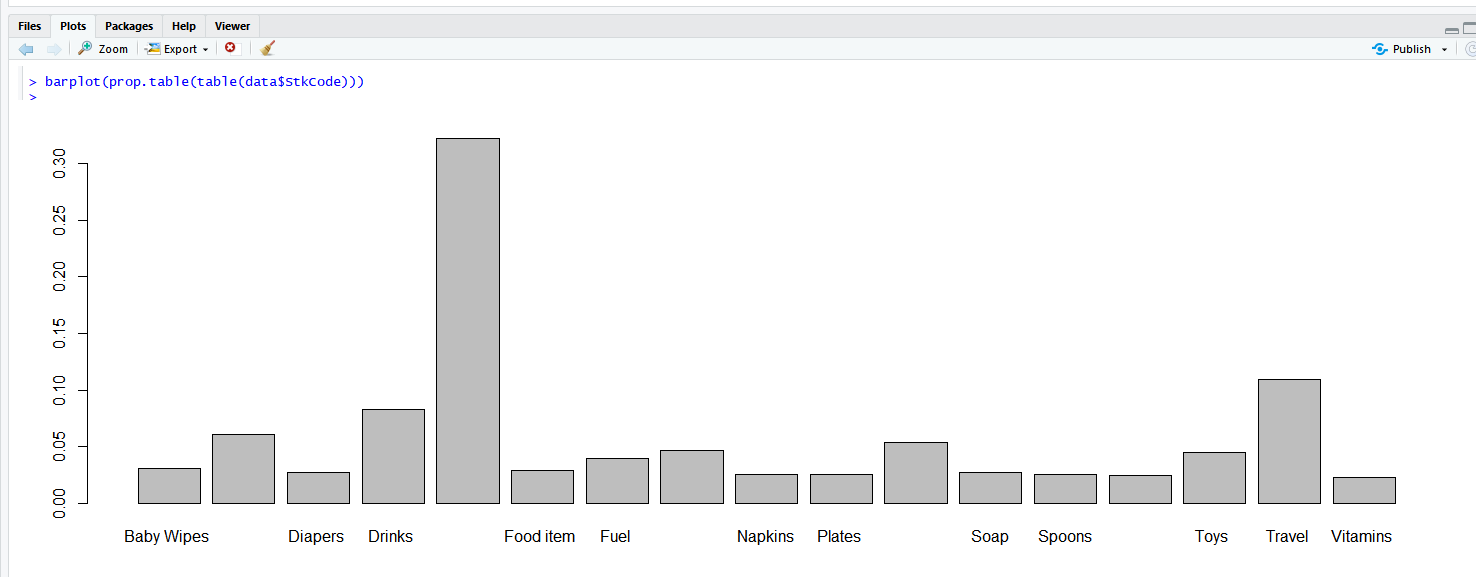 Files Plots Packages Help Viewer
Zoom Export Publish
> barplot(prop.table(table(data$StkCode)))
>
0.30
0.25
0.20
0.15
0.10
0.05
0.00
Baby Wipes Diapers Drinks Food item Fuel Napkins Plates Soap Spoons Toys Travel Vitamins